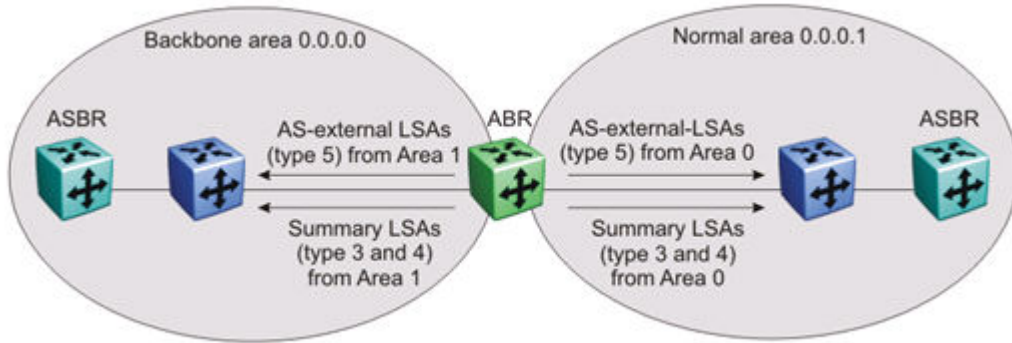 Backbone area 0.0.0.0
Normal area 0.0.0.1
ASBR
ABR
ASBR
AS-external LSAs
(type 5) from Area 1
AS-external-LSAs
(type 5) from Area 0
Summary LSAs
(type 3 and 4)
from Area 1
Summary LSAs
(type 3 and 4)
from Area 0